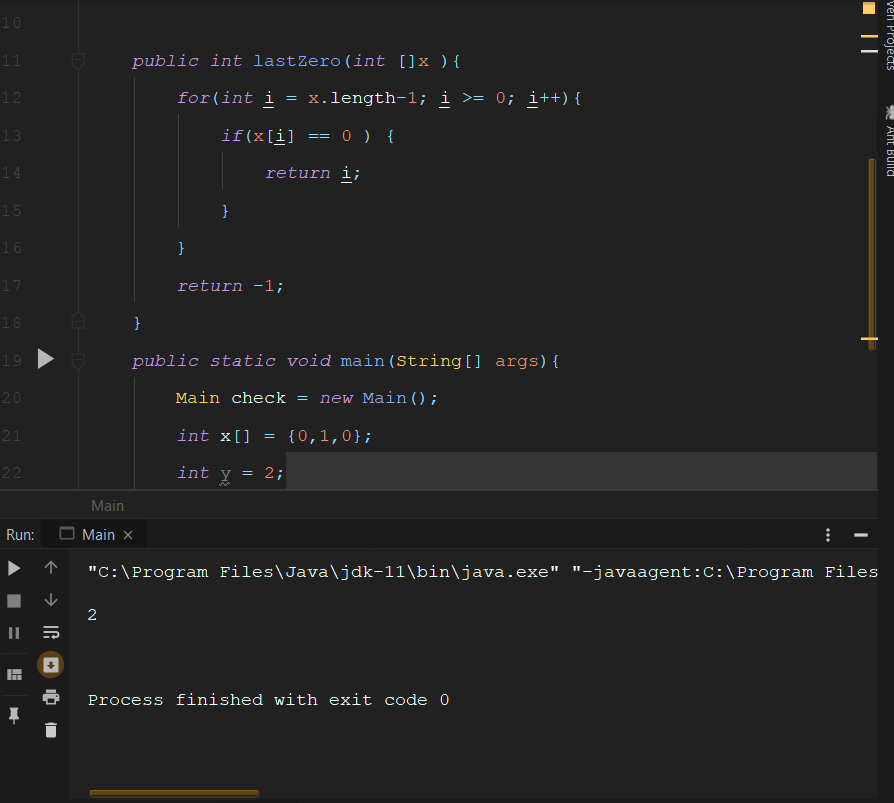 10
11 public int lastZero(int []x ){
12 for(int i = x.length-1; i >= 0; i++){
13 if(x[i] == 0 ) {
14 return i;
15 }
16 }
17 return -1;
18 }
19 public static void main(String[] args){
20 Main check = new Main();
21 int x[] = {0,1,0};
22 int y = 2;
Main
Run: Main ×
"C:\Program Files\Java\jdk-11\bin\java.exe" "-javaagent:C:\Program Files
2
Process finished with exit code 0
ven Projects
Ant Build